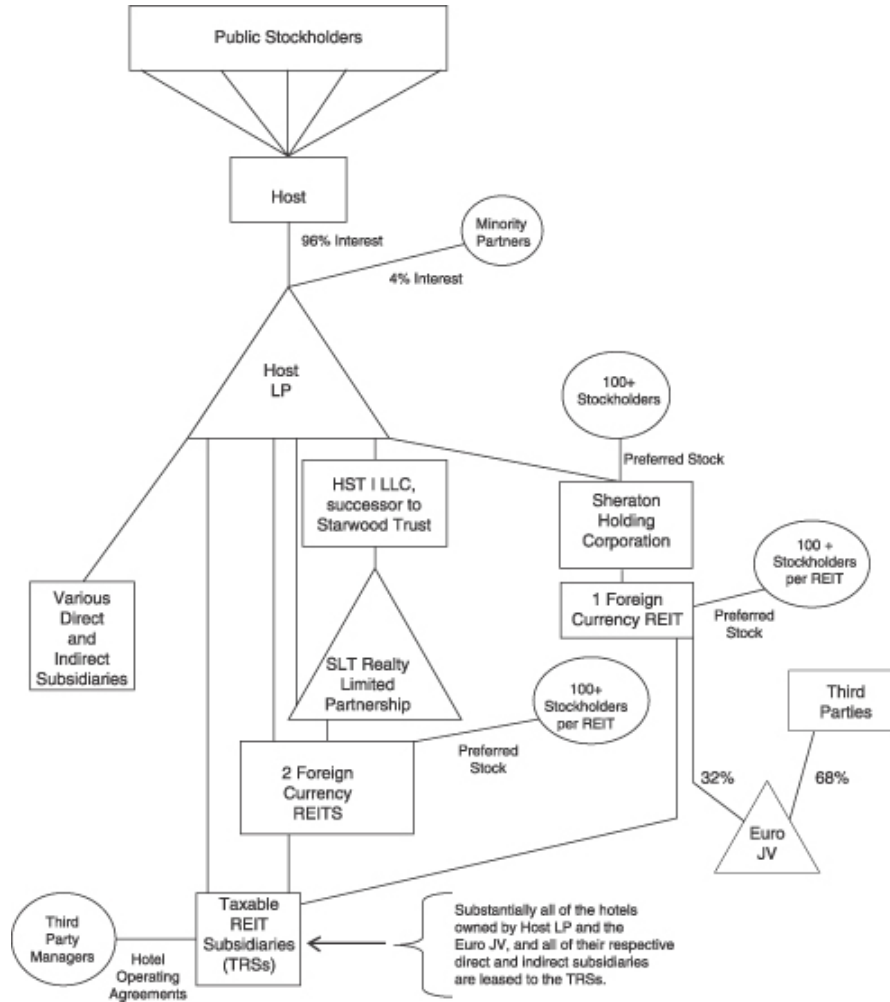 Public Stockholders
Host
96% Interest
Minority
Partners
4% Interest
Host
LP
100+
Stockholders
Preferred Stock
HST I LLC,
successor to
Starwood Trust
Sheraton
Holding
Corporation
100 +
Stockholders
per REIT
Various
Direct
and
Indirect
Subsidiaries
1 Foreign
Currency REIT
Preferred
Stock
SLT Realty
Limited
Partnership
100+
Stockholders
per REIT
Third
Parties
Preferred
Stock
2 Foreign
Currency
REITS
32%
68%
Euro
JV
Third
Party
Managers
Hotel
Operating
Agreements
Taxable
REIT
Subsidiaries
(TRSs)
Substantially all of the hotels
owned by Host LP and the
Euro JV, and all of their respective
direct and indirect subsidiaries
are leased to the TRSs.